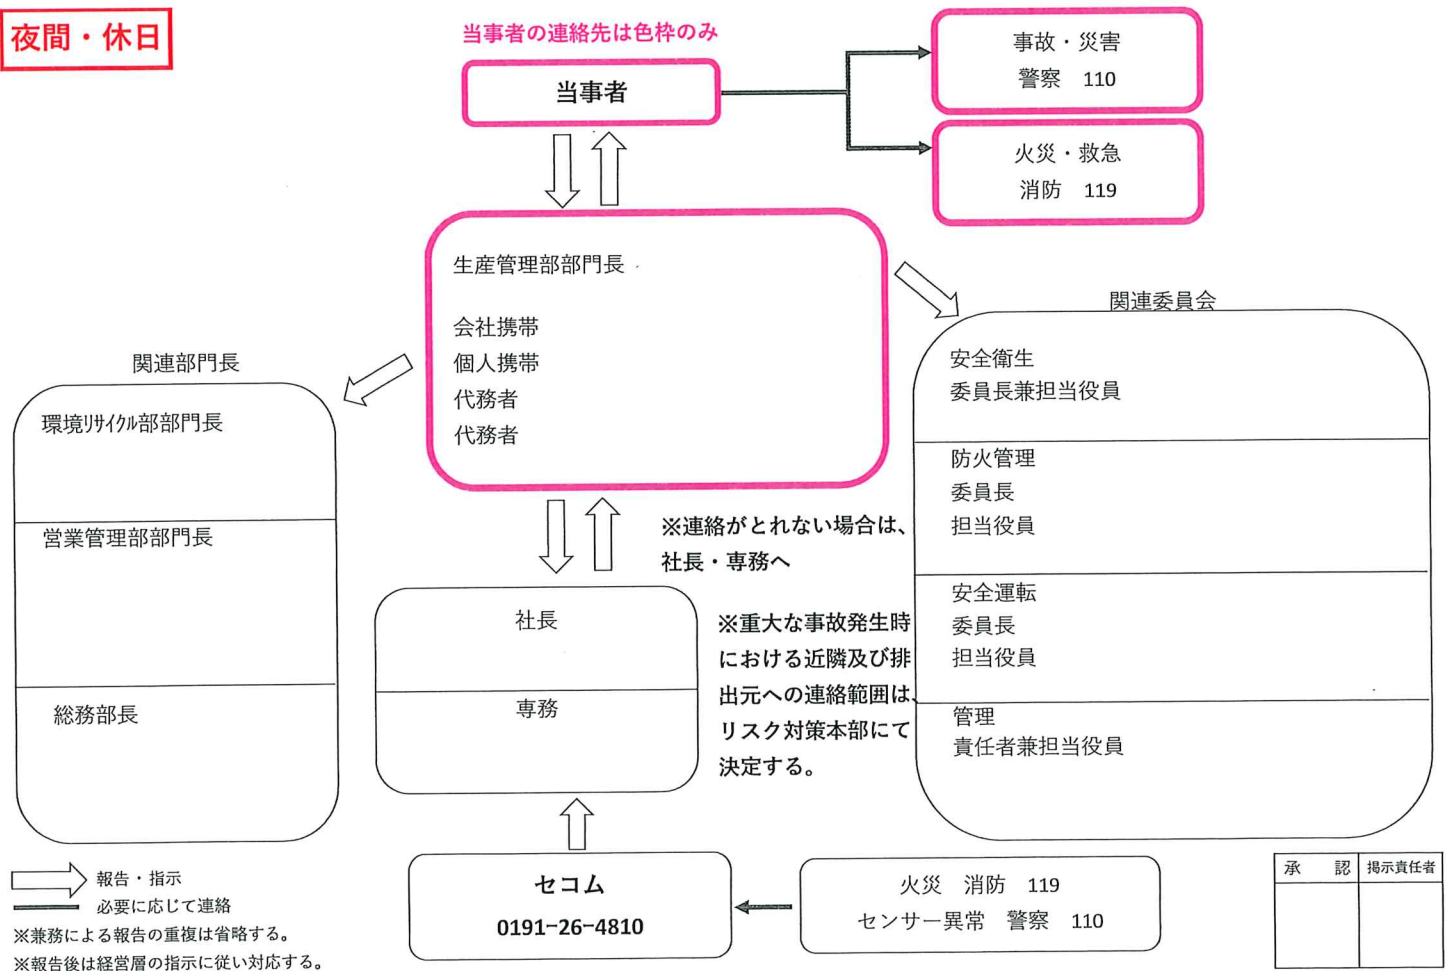 夜間・休日
当事者の連絡先は色枠のみ
当事者
事故・災害
警察　110
火災・救急
消防　119
生産管理部部門長
会社携帯
個人携帯
代務者
代務者
関連部門長
環境ﾘｻｲｸﾙ部部門長
営業管理部部門長
総務部長
関連委員会
安全衛生
委員長兼担当役員
防火管理
委員長
担当役員
安全運転
委員長
担当役員
管理
責任者兼担当役員
※連絡がとれない場合は、
社長・専務へ
社長
専務
※重大な事故発生時
における近隣及び排
出元への連絡範囲は、
リスク対策本部にて
決定する。
セコム
0191-26-4810
火災　消防　119
センサー異常　警察　110
報告・指示
必要に応じて連絡
※兼務による報告の重複は省略する。
※報告後は経営層の指示に従い対応する。
承　認　掲示責任者